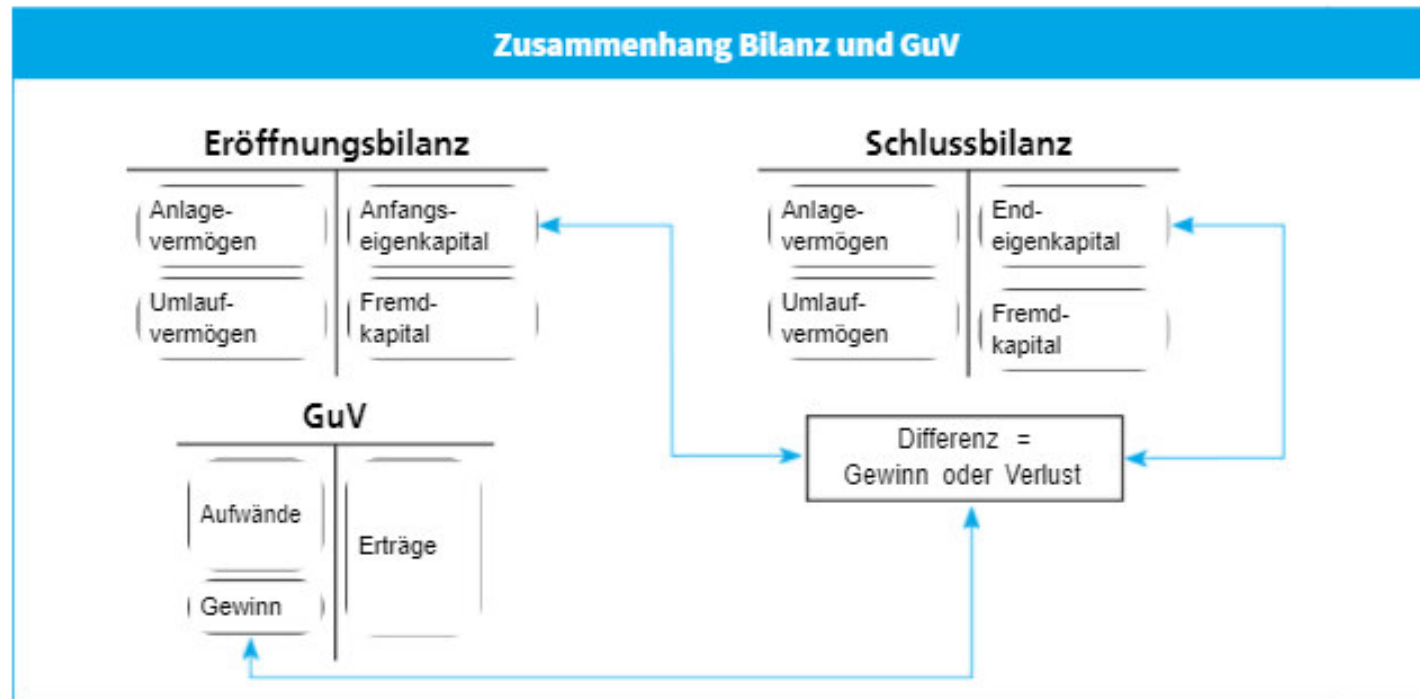 Zusammenhang Bilanz und GuV
Eröffnungsbilanz
Anlage-
vermögen
Anfangs-
eigenkapital
Umlauf-
vermögen
Fremd-
kapital
Schlussbilanz
Anlage-
vermögen
End-
eigenkapital
Umlauf-
vermögen
Fremd-
kapital
GuV
Aufwände
Erträge
Gewinn
Differenz =
Gewinn oder Verlust